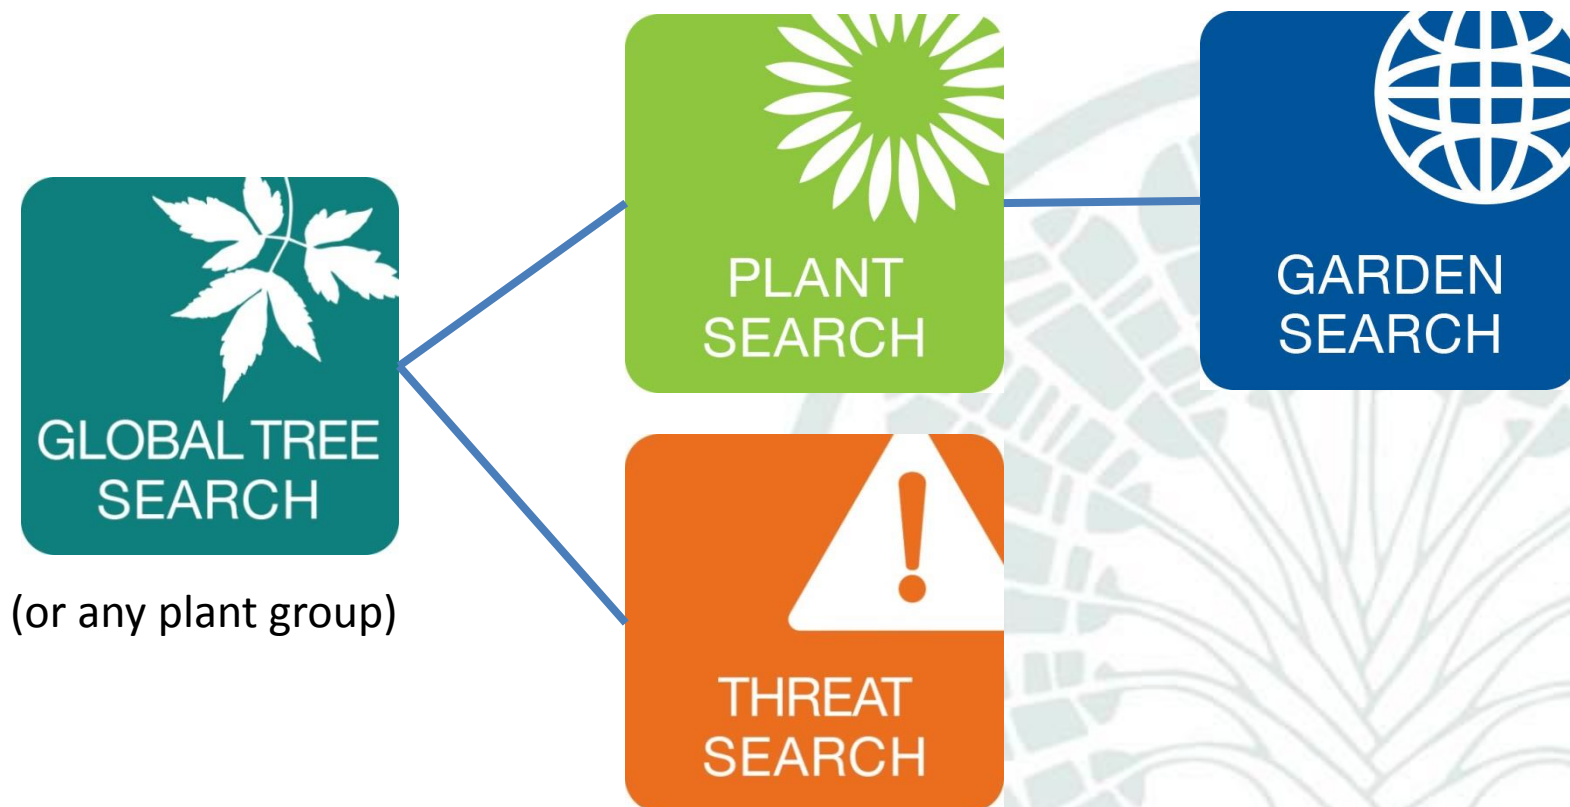 GLOBAL TREE
SEARCH
(or any plant group)
PLANT
SEARCH
THREAT
SEARCH
GARDEN
SEARCH